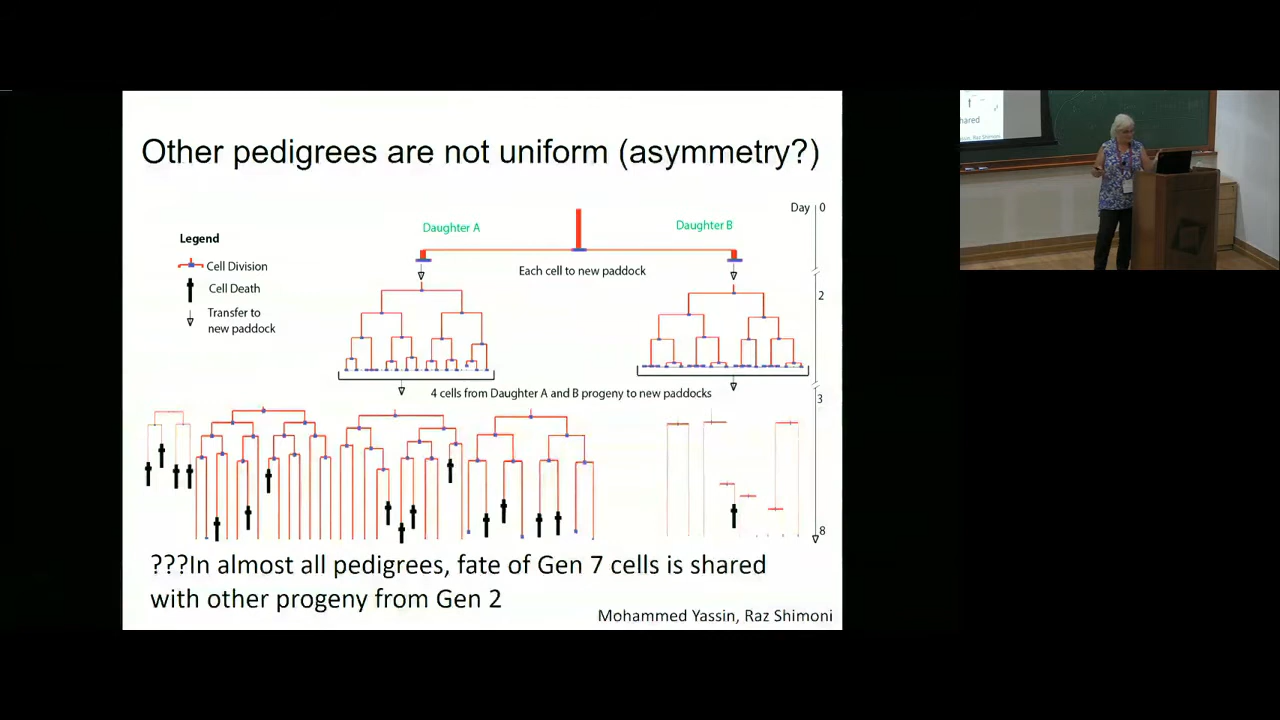 Other pedigrees are not uniform (asymmetry?)
Day 0
Daughter A
Daughter B
Legend
Cell Division
Each cell to new paddock
Cell Death
2
Transfer to
new paddock
4 cells from Daughter A and B progeny to new paddocks
3
8
???In almost all pedigrees, fate of Gen 7 cells is shared
with other progeny from Gen 2
Mohammed Yassin, Raz Shimoni
hared